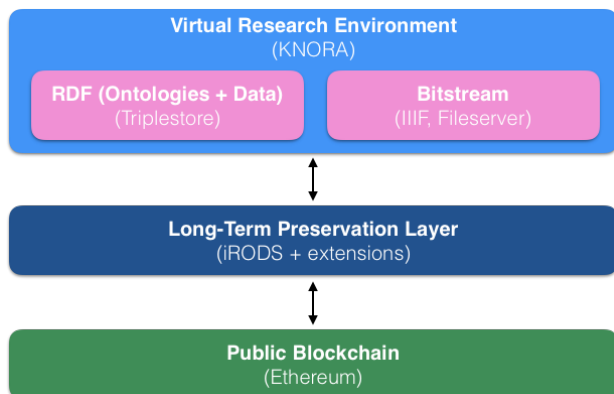 Virtual Research Environment
(KNORA)
RDF (Ontologies + Data)
(Triplestore)
Bitstream
(IIIF, Fileserver)
Long-Term Preservation Layer
(iRODS + extensions)
Public Blockchain
(Ethereum)